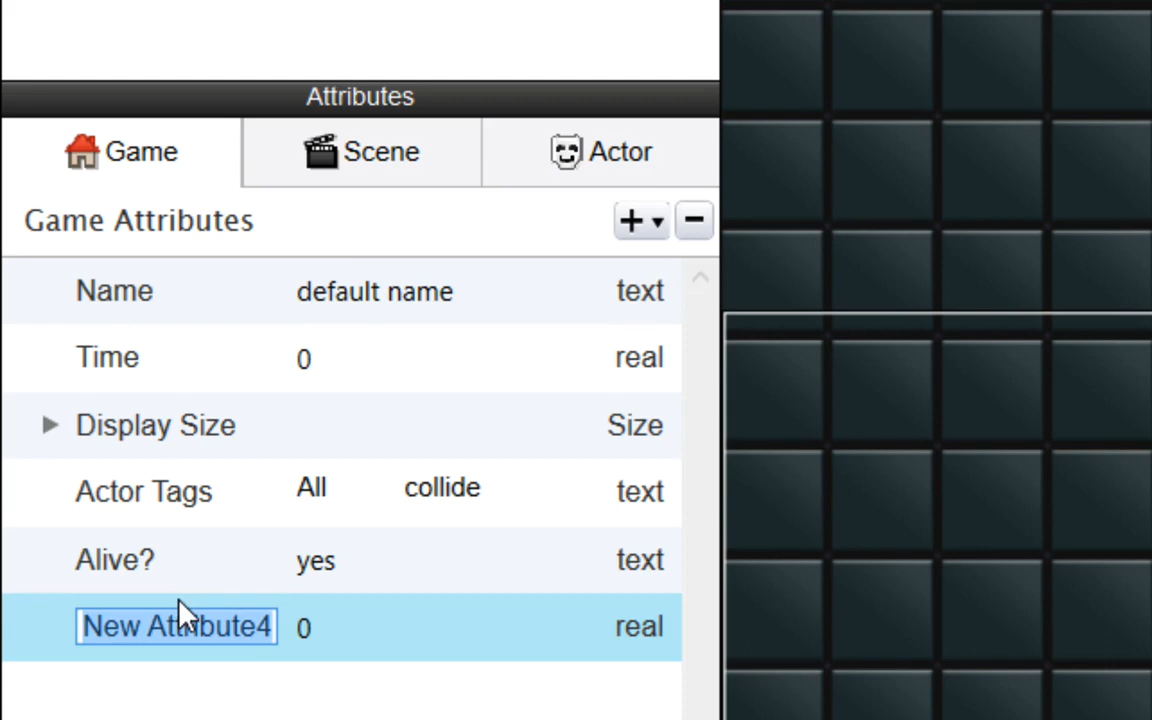 Attributes
Game Scene Actor
Game Attributes
Name default name text
Time 0 real
Display Size Size
Actor Tags All collide text
Alive? yes text
New Attribute4 0 real